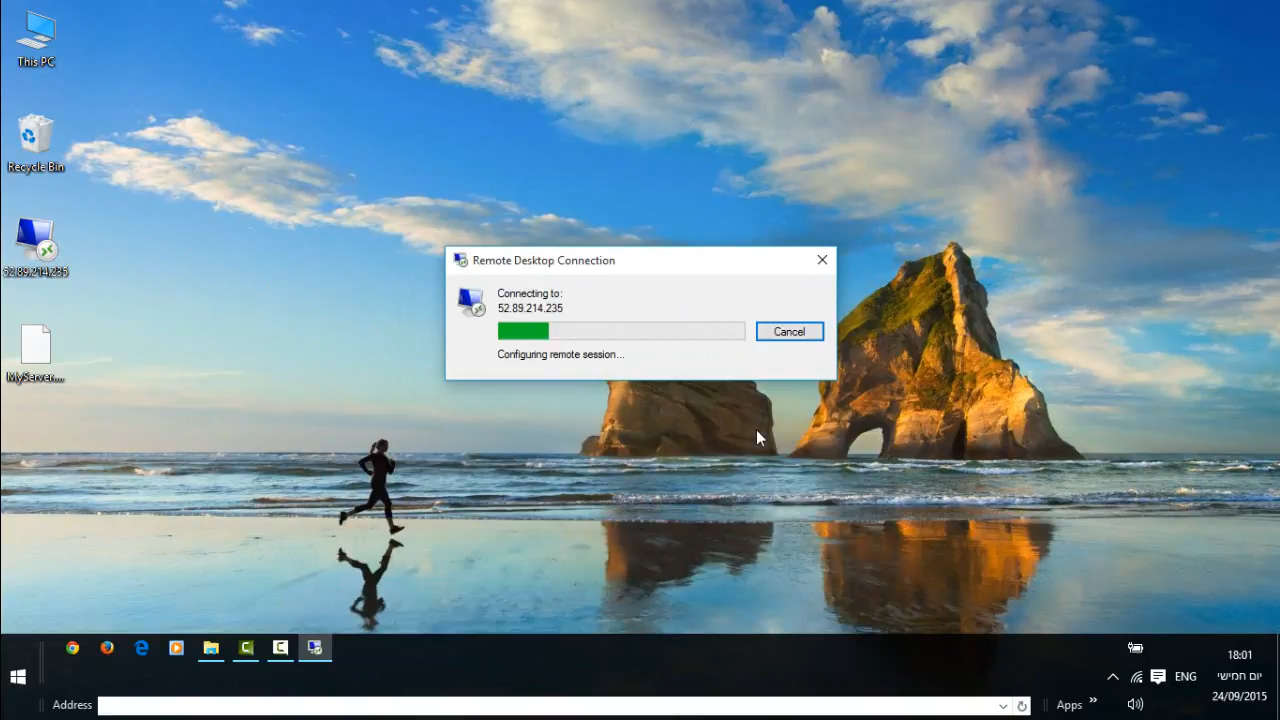 This PC
Recycle Bin
52.89.214.235
MyServer....
Remote Desktop Connection
Connecting to:
52.89.214.235
Cancel
Configuring remote session...
18:01
ENG
יום חמישי
24/09/2015
Address
Apps